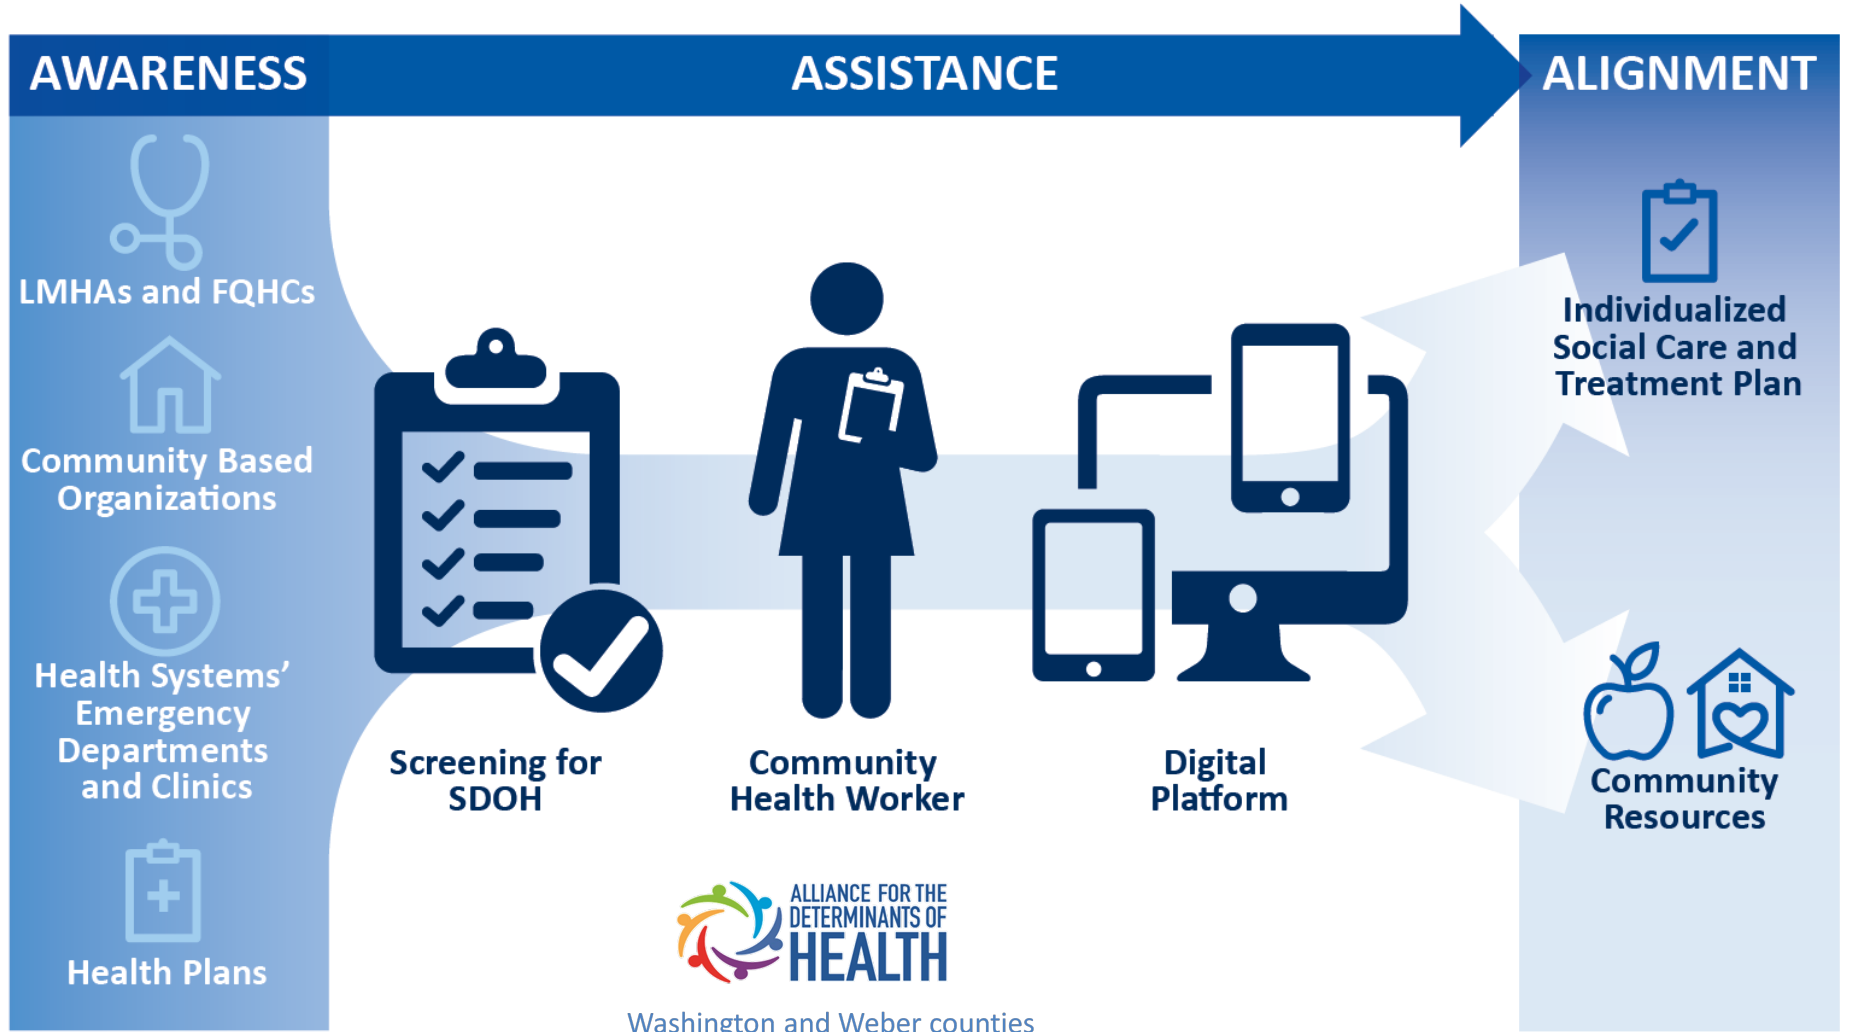 AWARENESS
ASSISTANCE
ALIGNMENT
LMHAs and FQHCs
Community Based
Organizations
Health Systems’
Emergency
Departments
and Clinics
Health Plans
Screening for
SDOH
Community
Health Worker
Digital
Platform
Individualized
Social Care and
Treatment Plan
Community
Resources
ALLIANCE FOR THE
DETERMINANTS OF
HEALTH
Washington and Weber counties